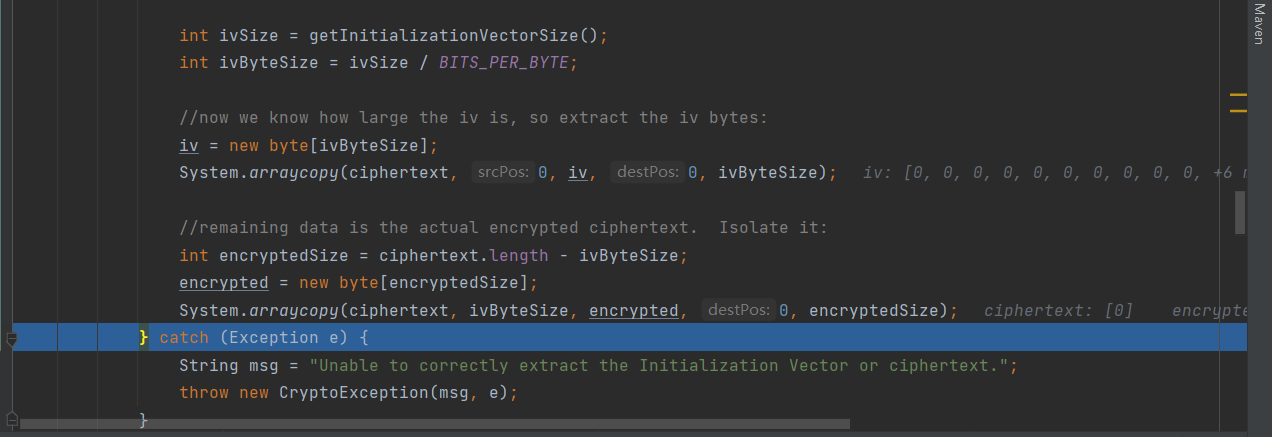 Maven
int ivSize = getInitializationVectorSize();
int ivByteSize = ivSize / BITS_PER_BYTE;
//now we know how large the iv is, so extract the iv bytes:
iv = new byte[ivByteSize];
System.arraycopy(ciphertext, srcPos: 0, iv, destPos: 0, ivByteSize); iv: [0, 0, 0, 0, 0, 0, 0, 0, 0, 0, +6
//remaining data is the actual encrypted ciphertext.  Isolate it:
int encryptedSize = ciphertext.length - ivByteSize;
encrypted = new byte[encryptedSize];
System.arraycopy(ciphertext, ivByteSize, encrypted, destPos: 0, encryptedSize); ciphertext: [0] encrypte
} catch (Exception e) {
String msg = "Unable to correctly extract the Initialization Vector or ciphertext.";
throw new CryptoException(msg, e);
}